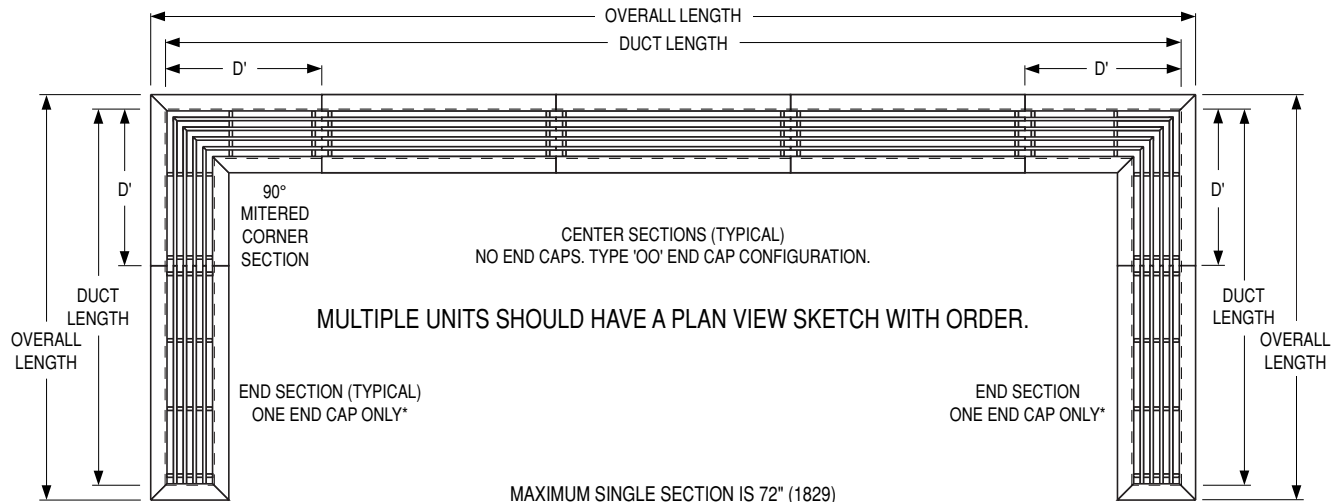 OVERALL LENGTH
DUCT LENGTH
D'
D'
D'
D'
90°
MITERED
CORNER
SECTION
CENTER SECTIONS (TYPICAL)
NO END CAPS. TYPE 'OO' END CAP CONFIGURATION.
DUCT
LENGTH
OVERALL
LENGTH
MULTIPLE UNITS SHOULD HAVE A PLAN VIEW SKETCH WITH ORDER.
DUCT
LENGTH
OVERALL
LENGTH
END SECTION (TYPICAL)
ONE END CAP ONLY*
END SECTION
ONE END CAP ONLY*
MAXIMUM SINGLE SECTION IS 72" (1829)